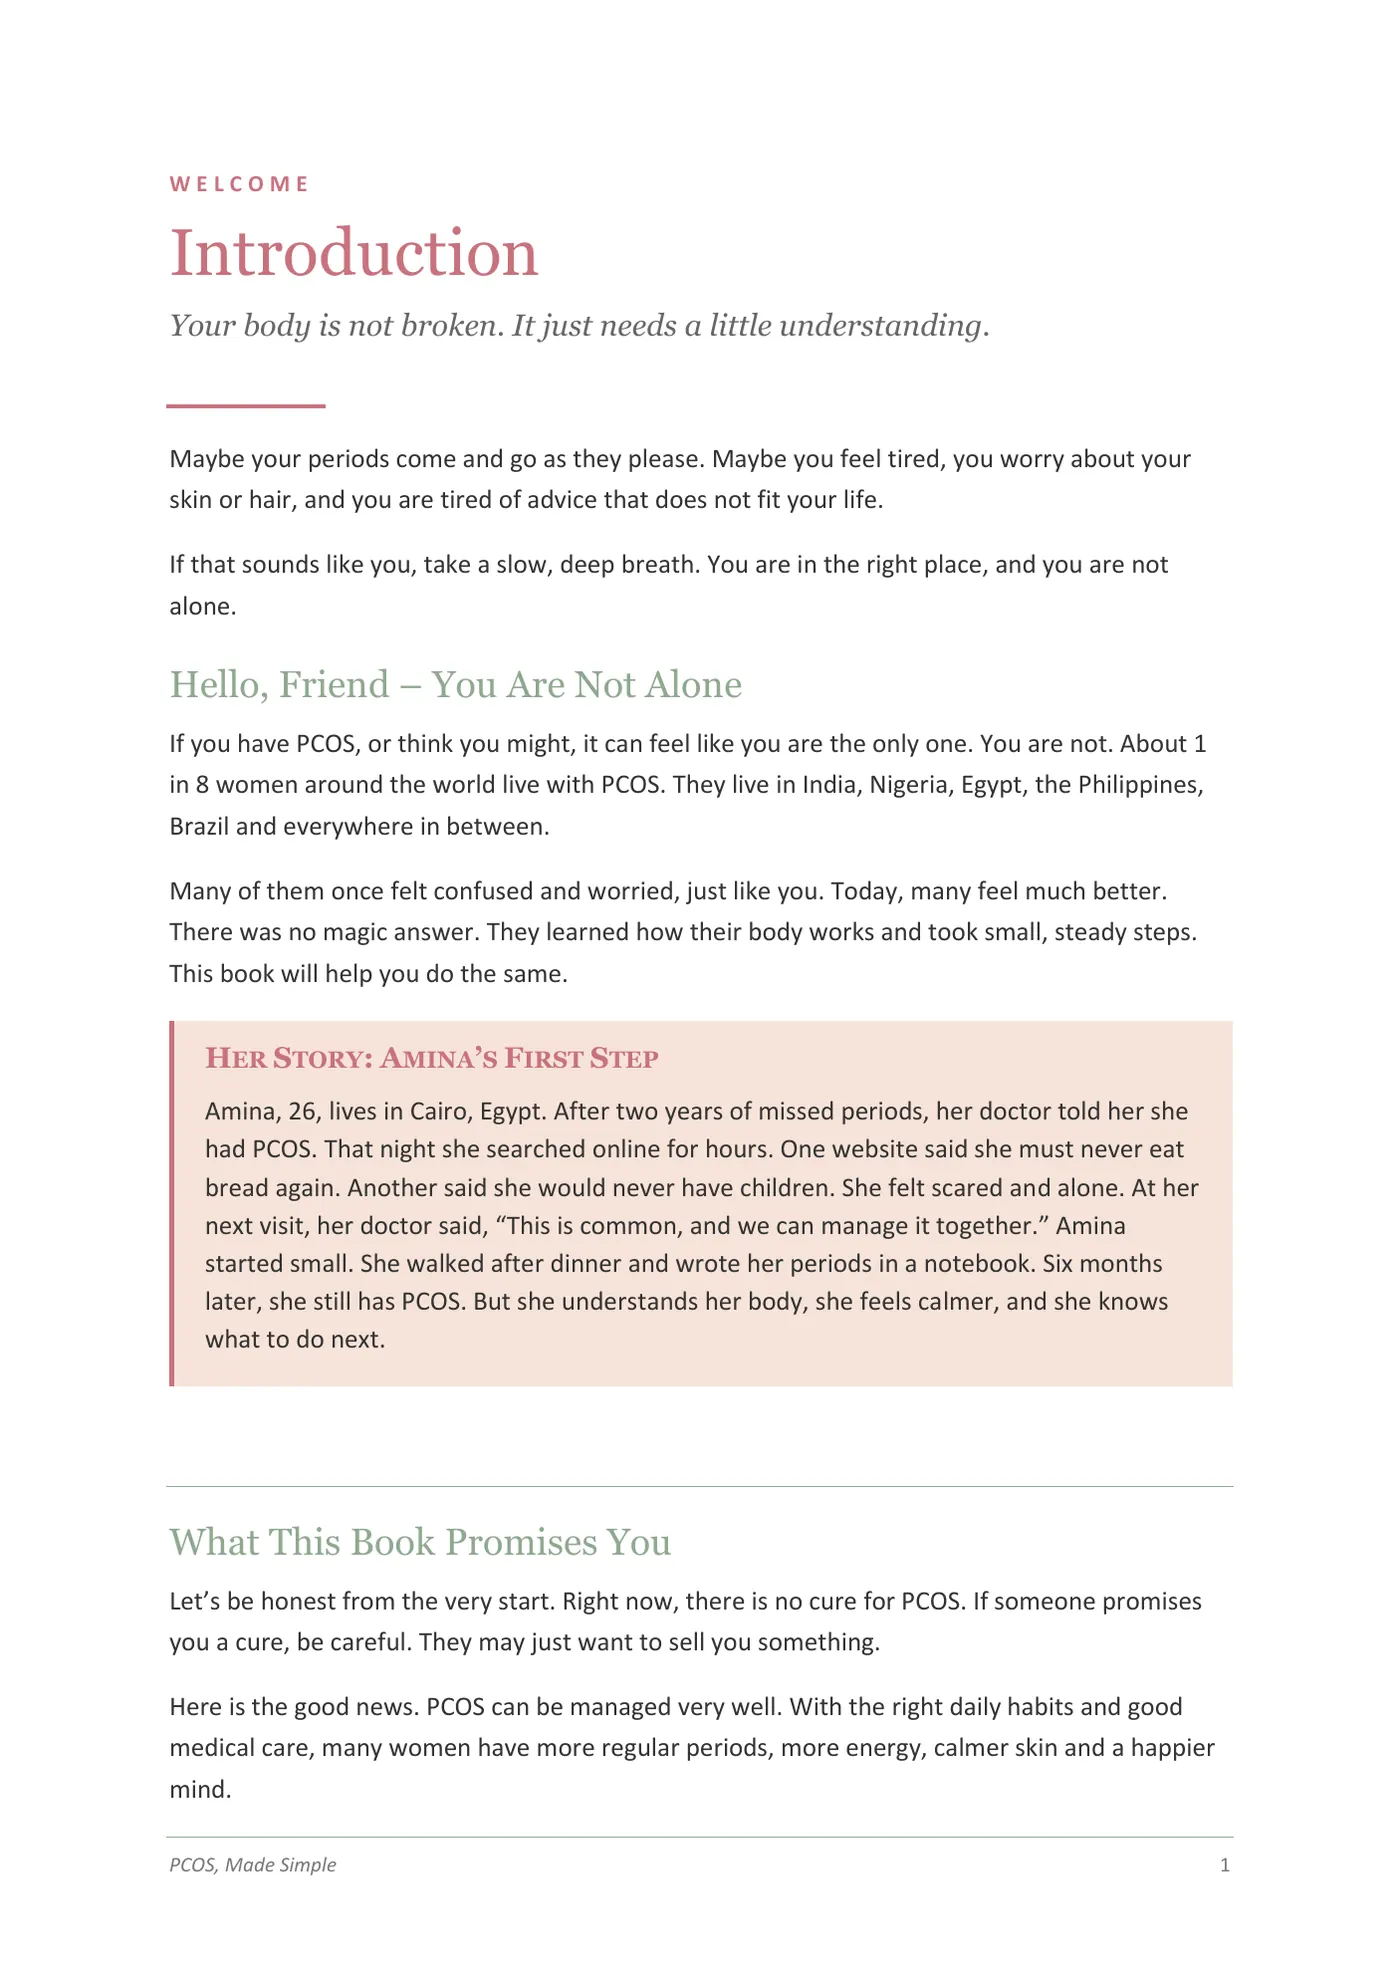 WELCOME
Introduction
Your body is not broken. It just needs a little understanding.
Maybe your periods come and go as they please. Maybe you feel tired, you worry about your
skin or hair, and you are tired of advice that does not fit your life.
If that sounds like you, take a slow, deep breath. You are in the right place, and you are not
alone.
Hello, Friend – You Are Not Alone
If you have PCOS, or think you might, it can feel like you are the only one. You are not. About 1
in 8 women around the world live with PCOS. They live in India, Nigeria, Egypt, the Philippines,
Brazil and everywhere in between.
Many of them once felt confused and worried, just like you. Today, many feel much better.
There was no magic answer. They learned how their body works and took small, steady steps.
This book will help you do the same.
HER STORY: AMINA’S FIRST STEP
Amina, 26, lives in Cairo, Egypt. After two years of missed periods, her doctor told her she
had PCOS. That night she searched online for hours. One website said she must never eat
bread again. Another said she would never have children. She felt scared and alone. At her
next visit, her doctor said, “This is common, and we can manage it together.” Amina
started small. She walked after dinner and wrote her periods in a notebook. Six months
later, she still has PCOS. But she understands her body, she feels calmer, and she knows
what to do next.
What This Book Promises You
Let’s be honest from the very start. Right now, there is no cure for PCOS. If someone promises
you a cure, be careful. They may just want to sell you something.
Here is the good news. PCOS can be managed very well. With the right daily habits and good
medical care, many women have more regular periods, more energy, calmer skin and a happier
mind.
PCOS, Made Simple 1